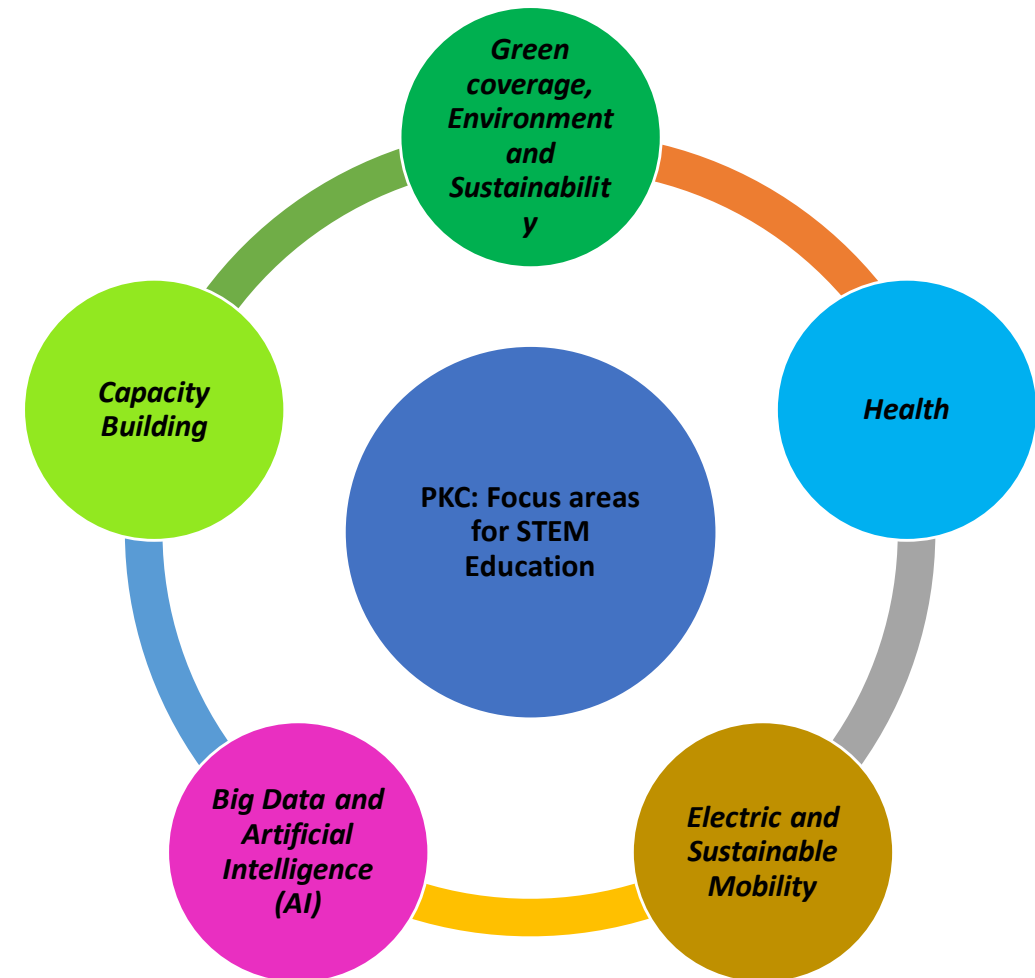 Green
coverage,
Environment
and
Sustainabilit
y
Health
Electric and
Sustainable
Mobility
Big Data and
Artificial
Intelligence
(AI)
Capacity
Building
PKC: Focus areas
for STEM
Education